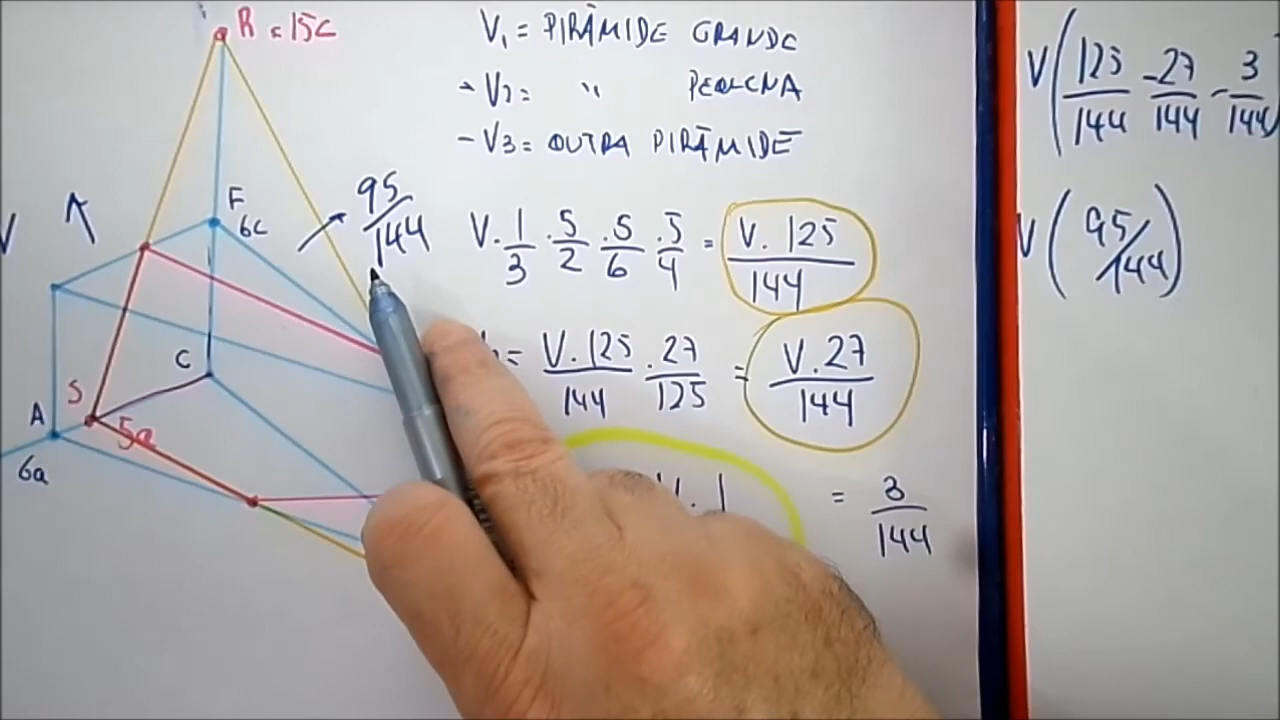 R = 15c
F
6c
V
C
S
5a
A
6a
95/144
V1 = PIRÂMIDE GRANDE
- V2 = " PEQUENA
- V3 = OUTRA PIRÂMIDE
V. 1/3 . 5/2 . 5/6 . 5/4 = V. 125/144
= V. 125/144 . 27/125 = V. 27/144
V. 1
= 3/144
V(125/144 - 27/144 - 3/144)
V(95/144)